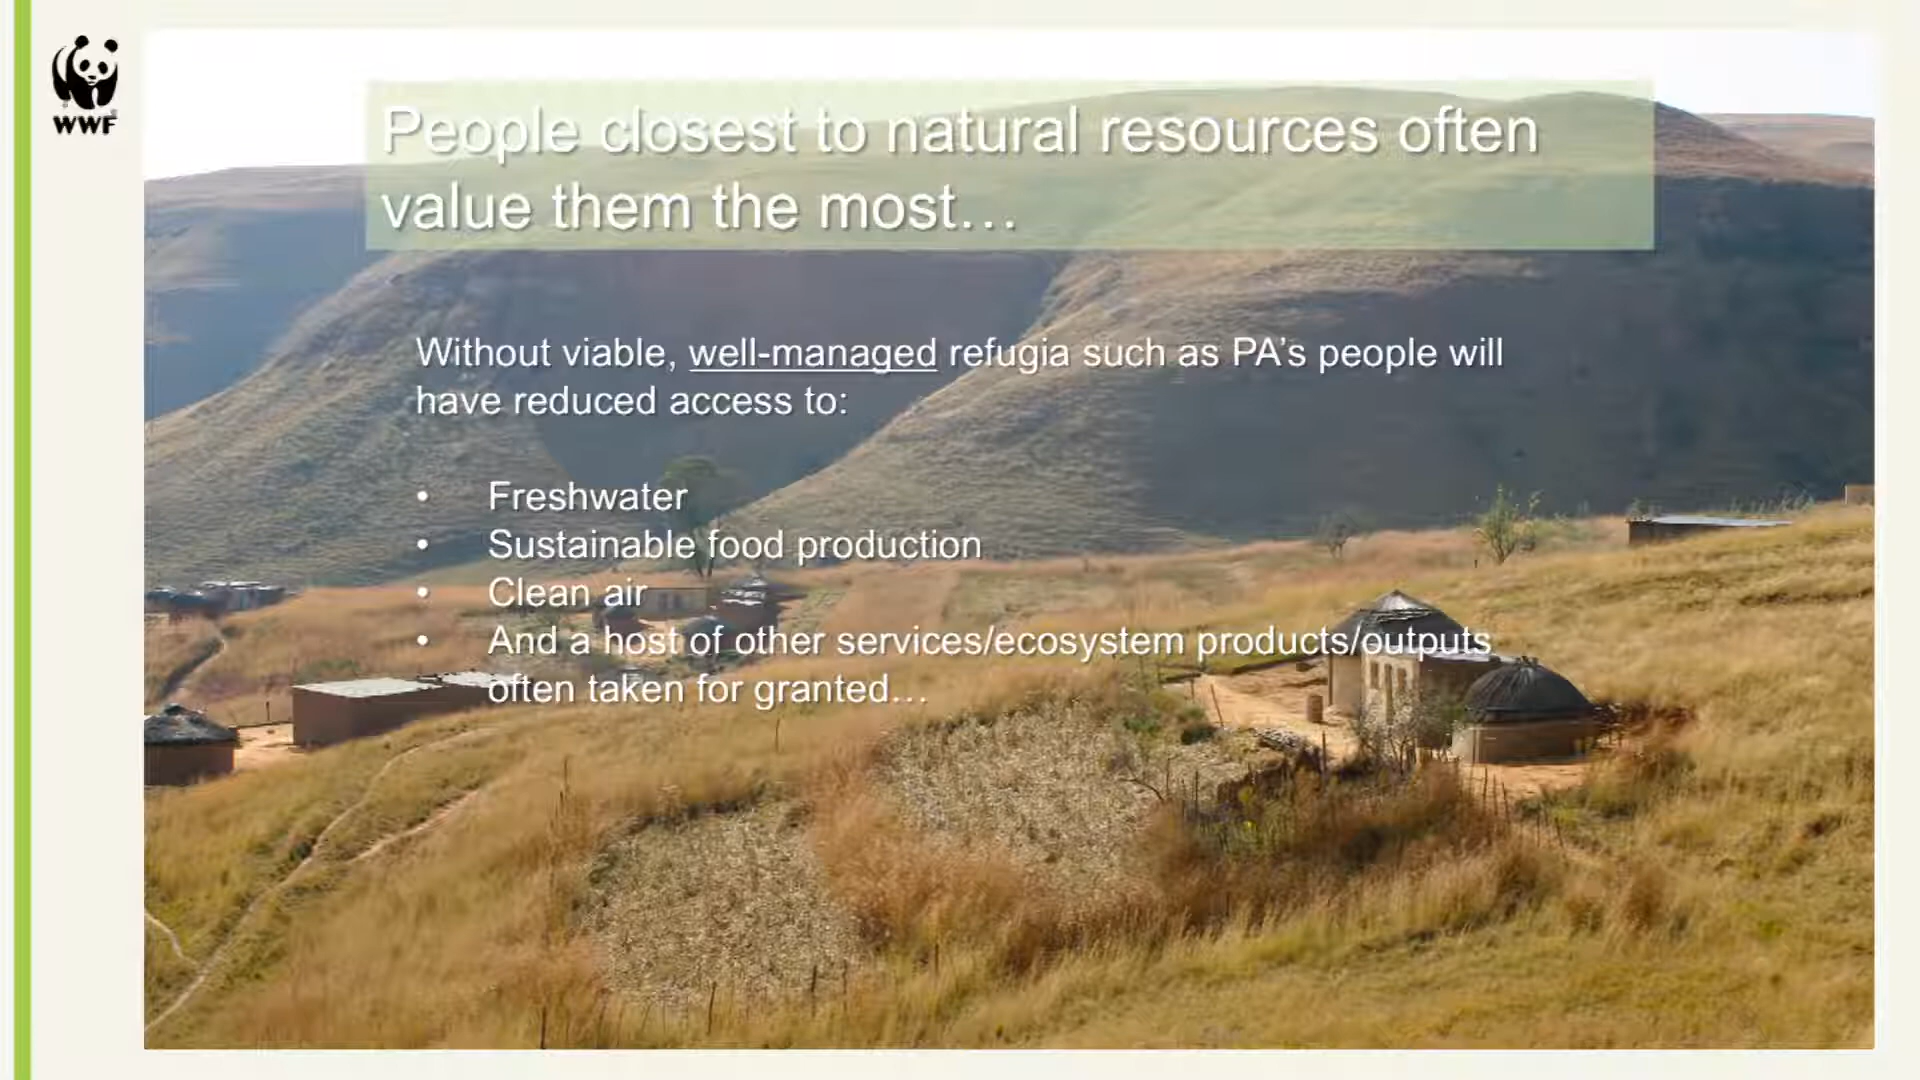 WWF
People closest to natural resources often
value them the most…
Without viable, well-managed refugia such as PA’s people will
have reduced access to:
• Freshwater
• Sustainable food production
• Clean air
• And a host of other services/ecosystem products/outputs
often taken for granted…